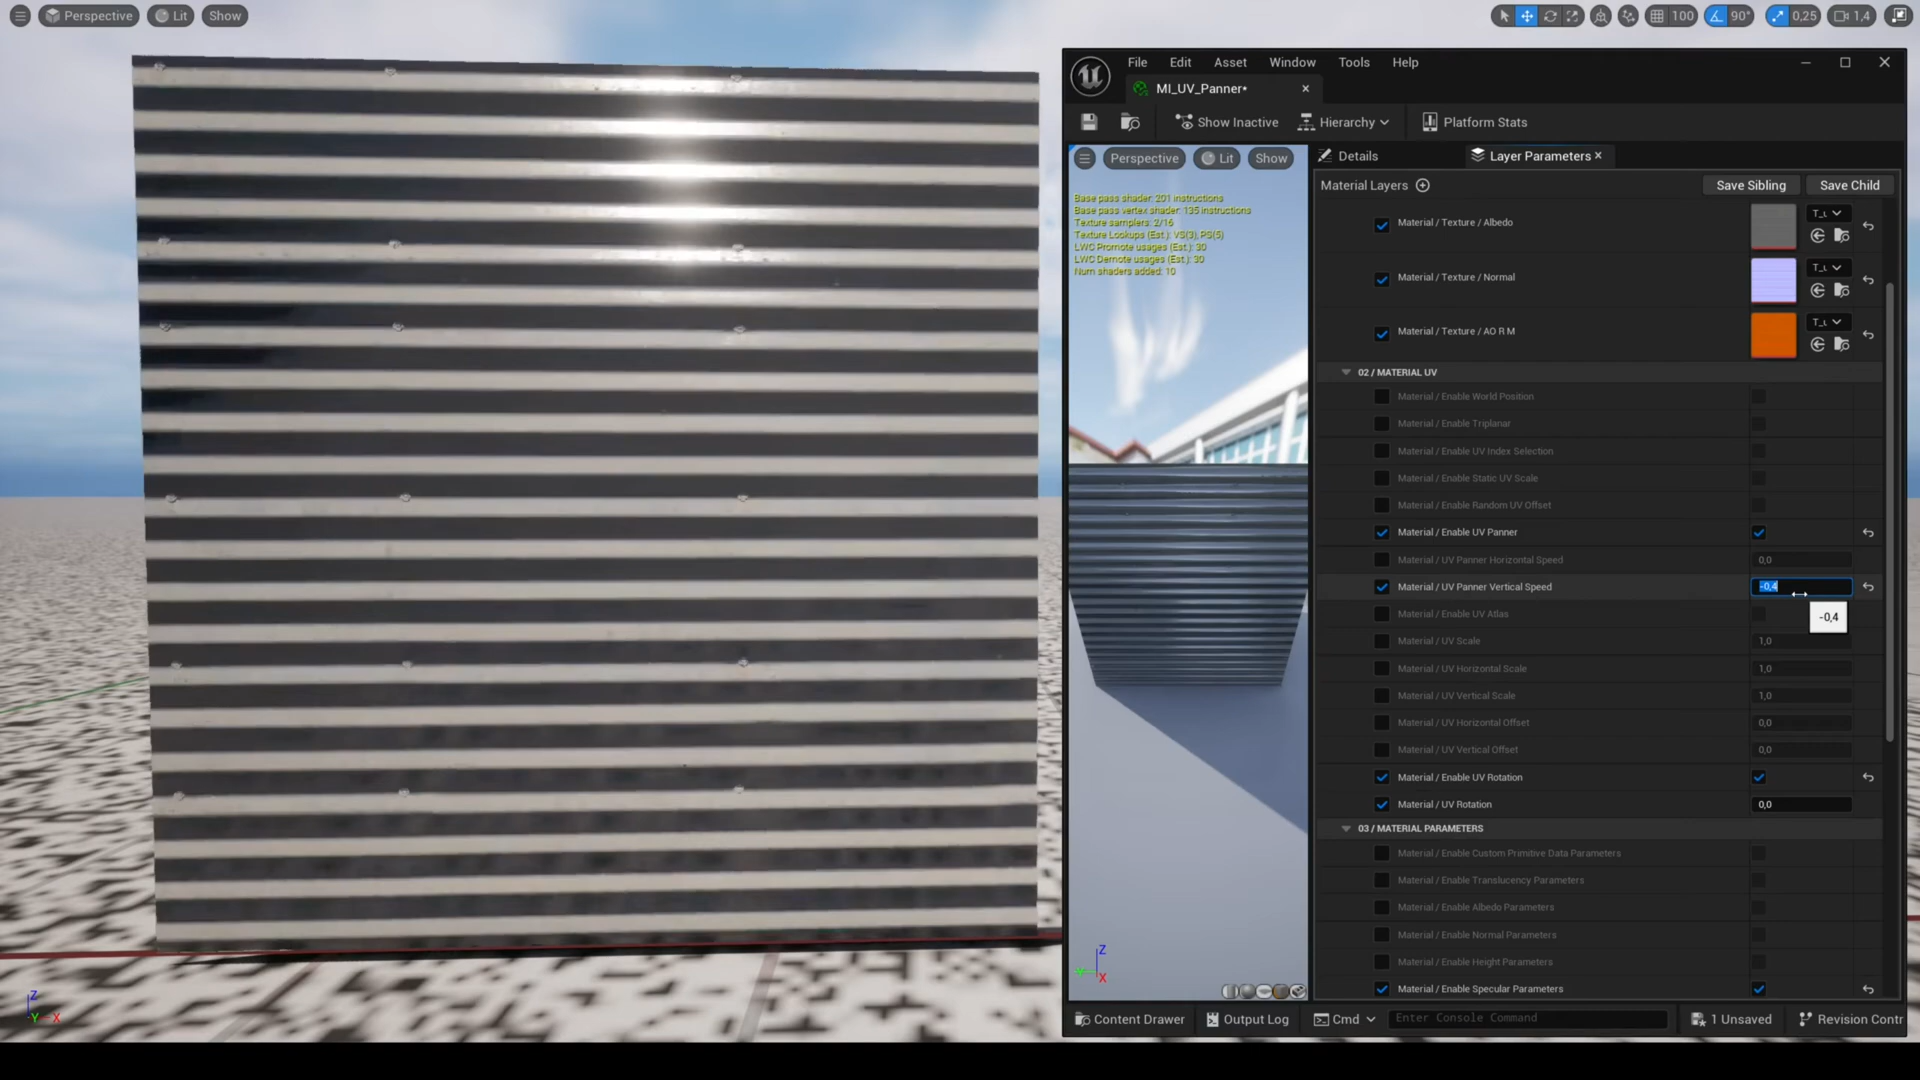 Perspective
Lit
Show
100
90°
0,25
1,4
File
Edit
Asset
Window
Tools
Help
MI_UV_Panner*
Show Inactive
Hierarchy
Platform Stats
Perspective
Lit
Show
Base pass shader: 201 instructions
Base pass vertex shader: 135 instructions
Texture samplers: 2/16
Texture Lookups (Est.): VS(3), PS(5)
LWC Promote usages (Est.): 30
LWC Demote usages (Est.): 30
Num shaders added: 10
Details
Layer Parameters
Material Layers
Save Sibling
Save Child
Material / Texture / Albedo
Material / Texture / Normal
Material / Texture / AO R M
02 / MATERIAL UV
Material / Enable World Position
Material / Enable Triplanar
Material / Enable UV Index Selection
Material / Enable Static UV Scale
Material / Enable Random UV Offset
Material / Enable UV Panner
Material / UV Panner Horizontal Speed 0,0
Material / UV Panner Vertical Speed -0,4
-0,4
Material / Enable UV Atlas
Material / UV Scale 1,0
Material / UV Horizontal Scale 1,0
Material / UV Vertical Scale 1,0
Material / UV Horizontal Offset 0,0
Material / UV Vertical Offset 0,0
Material / Enable UV Rotation
Material / UV Rotation 0,0
03 / MATERIAL PARAMETERS
Material / Enable Custom Primitive Data Parameters
Material / Enable Translucency Parameters
Material / Enable Albedo Parameters
Material / Enable Normal Parameters
Material / Enable Height Parameters
Material / Enable Specular Parameters
Z
X
Z
Y
X
Content Drawer
Output Log
Cmd
Enter Console Command
1 Unsaved
Revision Contr